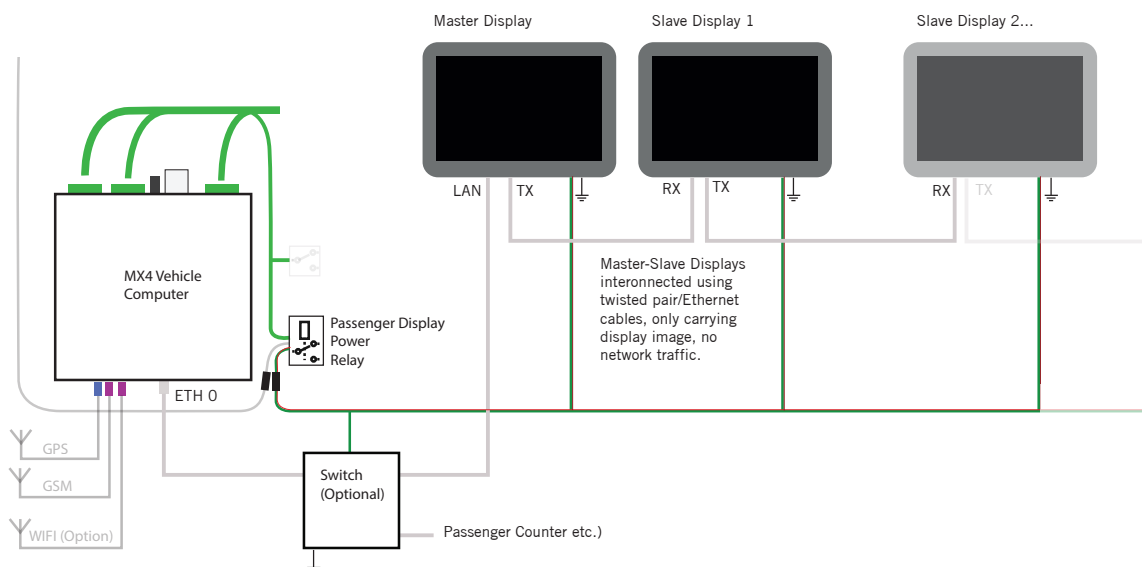 Master Display
Slave Display 1
Slave Display 2...
LAN
TX
RX
TX
RX
TX
MX4 Vehicle
Computer
Master-Slave Displays
interonnected using
twisted pair/Ethernet
cables, only carrying
display image, no
network traffic.
Passenger Display
Power
Relay
ETH 0
GPS
GSM
WIFI (Option)
Switch
(Optional)
Passenger Counter etc.)